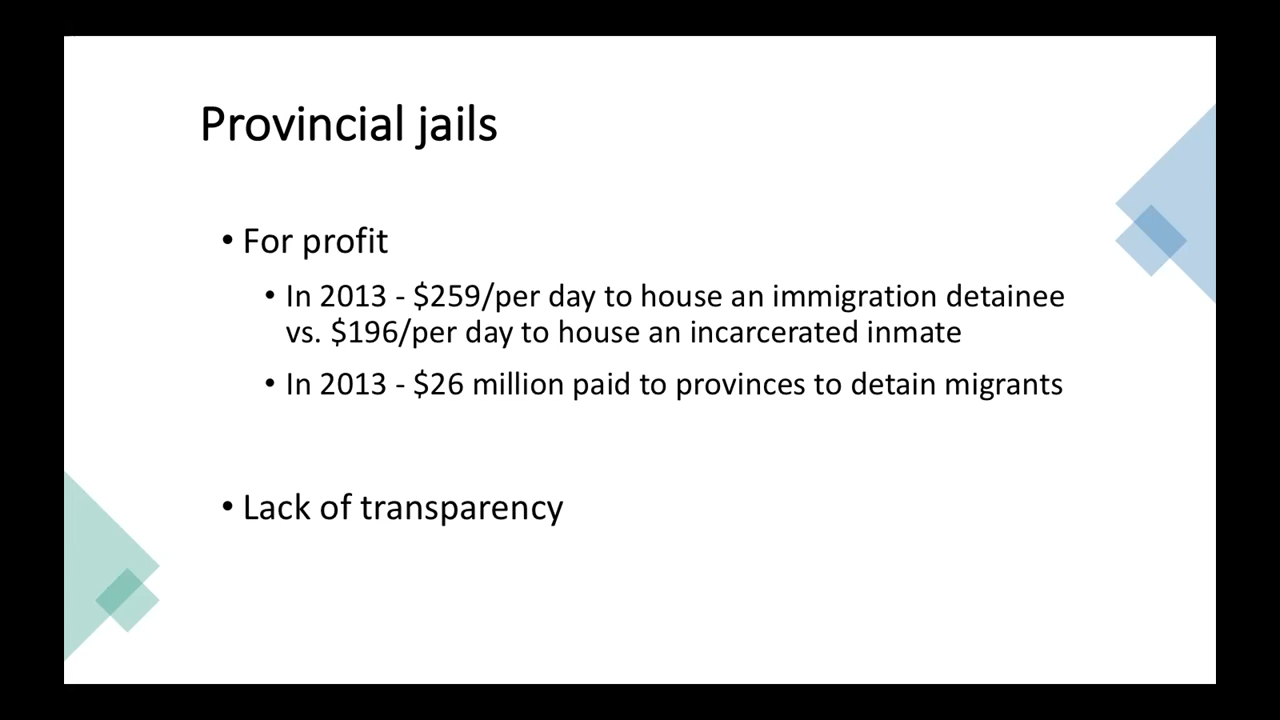 Provincial jails
• For profit
• In 2013 - $259/per day to house an immigration detainee
vs. $196/per day to house an incarcerated inmate
• In 2013 - $26 million paid to provinces to detain migrants
• Lack of transparency